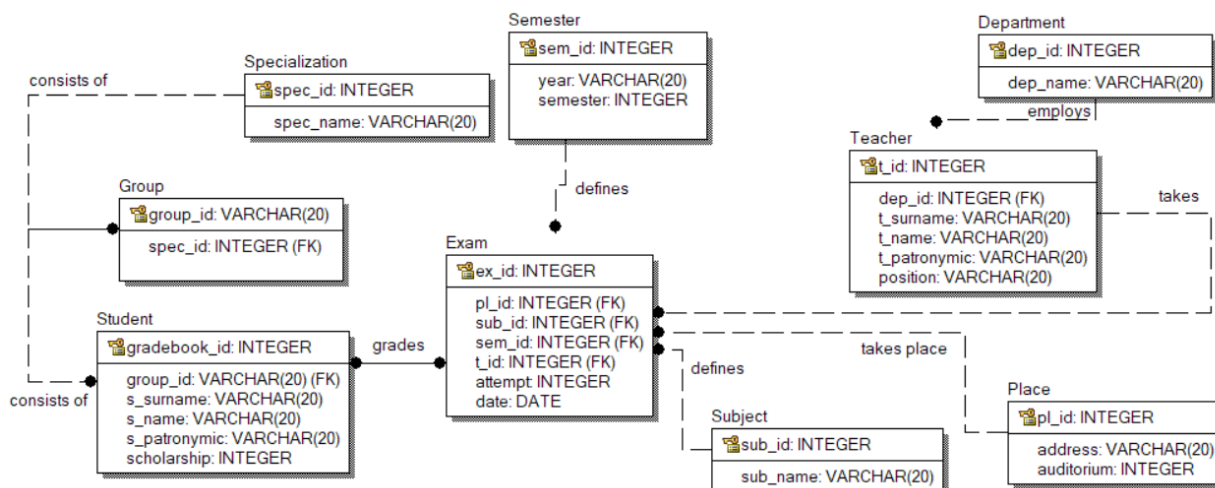 Semester
sem_id: INTEGER
year: VARCHAR(20)
semester: INTEGER
Department
dep_id: INTEGER
dep_name: VARCHAR(20)
employs
consists of
Specialization
spec_id: INTEGER
spec_name: VARCHAR(20)
defines
Teacher
t_id: INTEGER
dep_id: INTEGER (FK)
t_surname: VARCHAR(20)
t_name: VARCHAR(20)
t_patronymic: VARCHAR(20)
position: VARCHAR(20)
takes
Group
group_id: VARCHAR(20)
spec_id: INTEGER (FK)
Exam
ex_id: INTEGER
pl_id: INTEGER (FK)
sub_id: INTEGER (FK)
sem_id: INTEGER (FK)
t_id: INTEGER (FK)
attempt: INTEGER
date: DATE
Student
gradebook_id: INTEGER
group_id: VARCHAR(20) (FK)
s_surname: VARCHAR(20)
s_name: VARCHAR(20)
s_patronymic: VARCHAR(20)
scholarship: INTEGER
grades
consists of
takes place
defines
Subject
sub_id: INTEGER
sub_name: VARCHAR(20)
Place
pl_id: INTEGER
address: VARCHAR(20)
auditorium: INTEGER